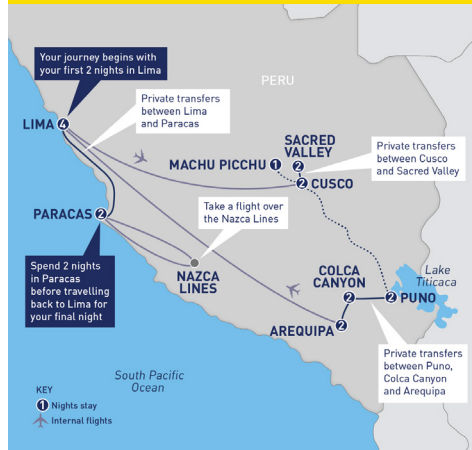 Your journey begins with
your first 2 nights in Lima
PERU
Private transfers
between Lima
and Paracas
LIMA 4
SACRED
VALLEY
2
MACHU PICCHU 1
Private transfers
between Cusco
and Sacred Valley
2 CUSCO
PARACAS 2
Take a flight over
the Nazca Lines
Spend 2 nights
in Paracas
before travelling
back to Lima for
your final night
NAZCA
LINES
COLCA
CANYON
2
Lake
Titicaca
2 PUNO
AREQUIPA 2
Private transfers
between Puno,
Colca Canyon
and Arequipa
South Pacific
Ocean
KEY
1 Nights stay
Internal flights